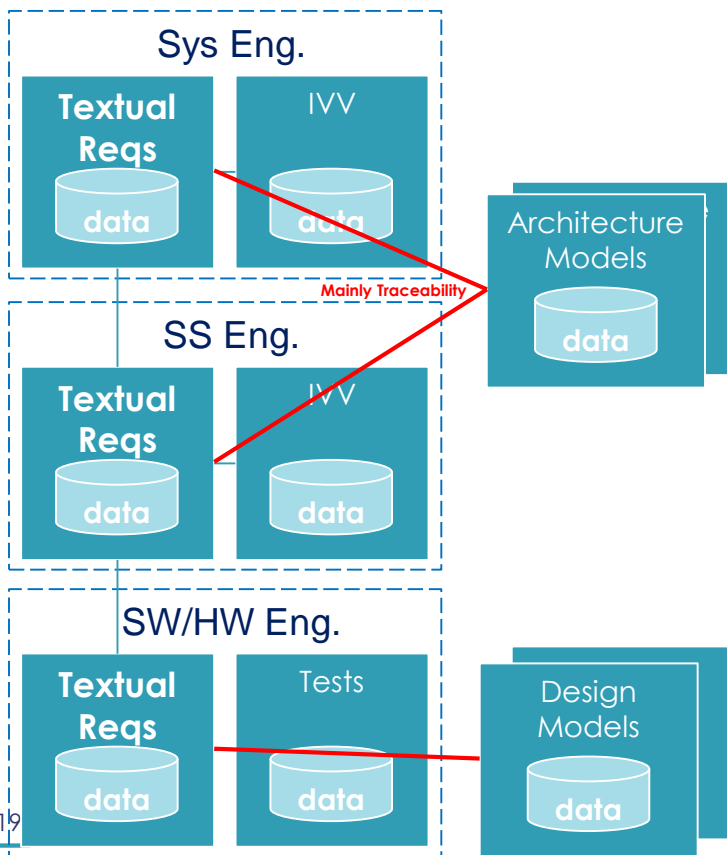 Sys Eng.
Textual
Reqs
data
IVV
data
Mainly Traceability
Architecture
Models
data
SS Eng.
Textual
Reqs
data
IVV
data
SW/HW Eng.
Textual
Reqs
data
Tests
data
Design
Models
data
19